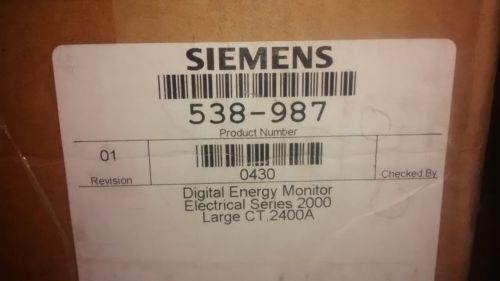 SIEMENS
538-987
Product Number
01
Revision
0430
Checked By
Digital Energy Monitor
Electrical Series 2000
Large CT,2400A